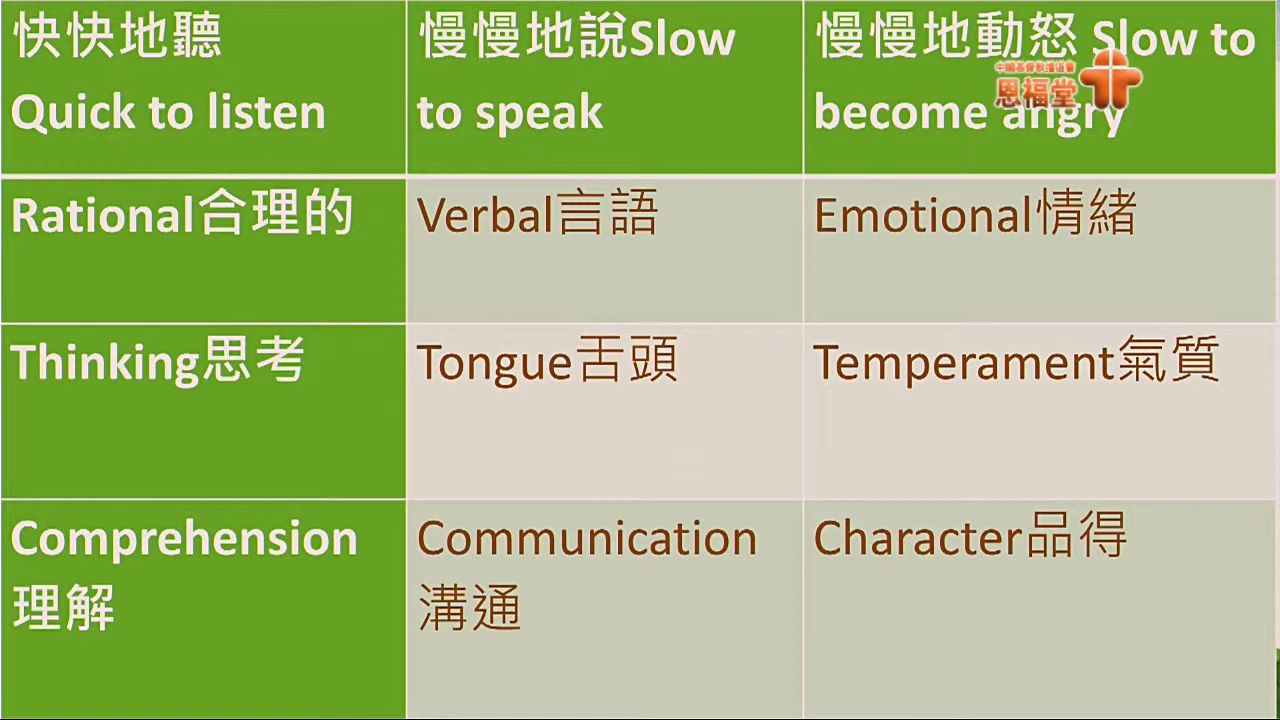 快快地聽
Quick to listen
慢慢地說Slow
to speak
慢慢地動怒 Slow to
become angry
恩福堂
Rational合理的
Verbal言語
Emotional情緒
Thinking思考
Tongue舌頭
Temperament氣質
Comprehension
理解
Communication
溝通
Character品得